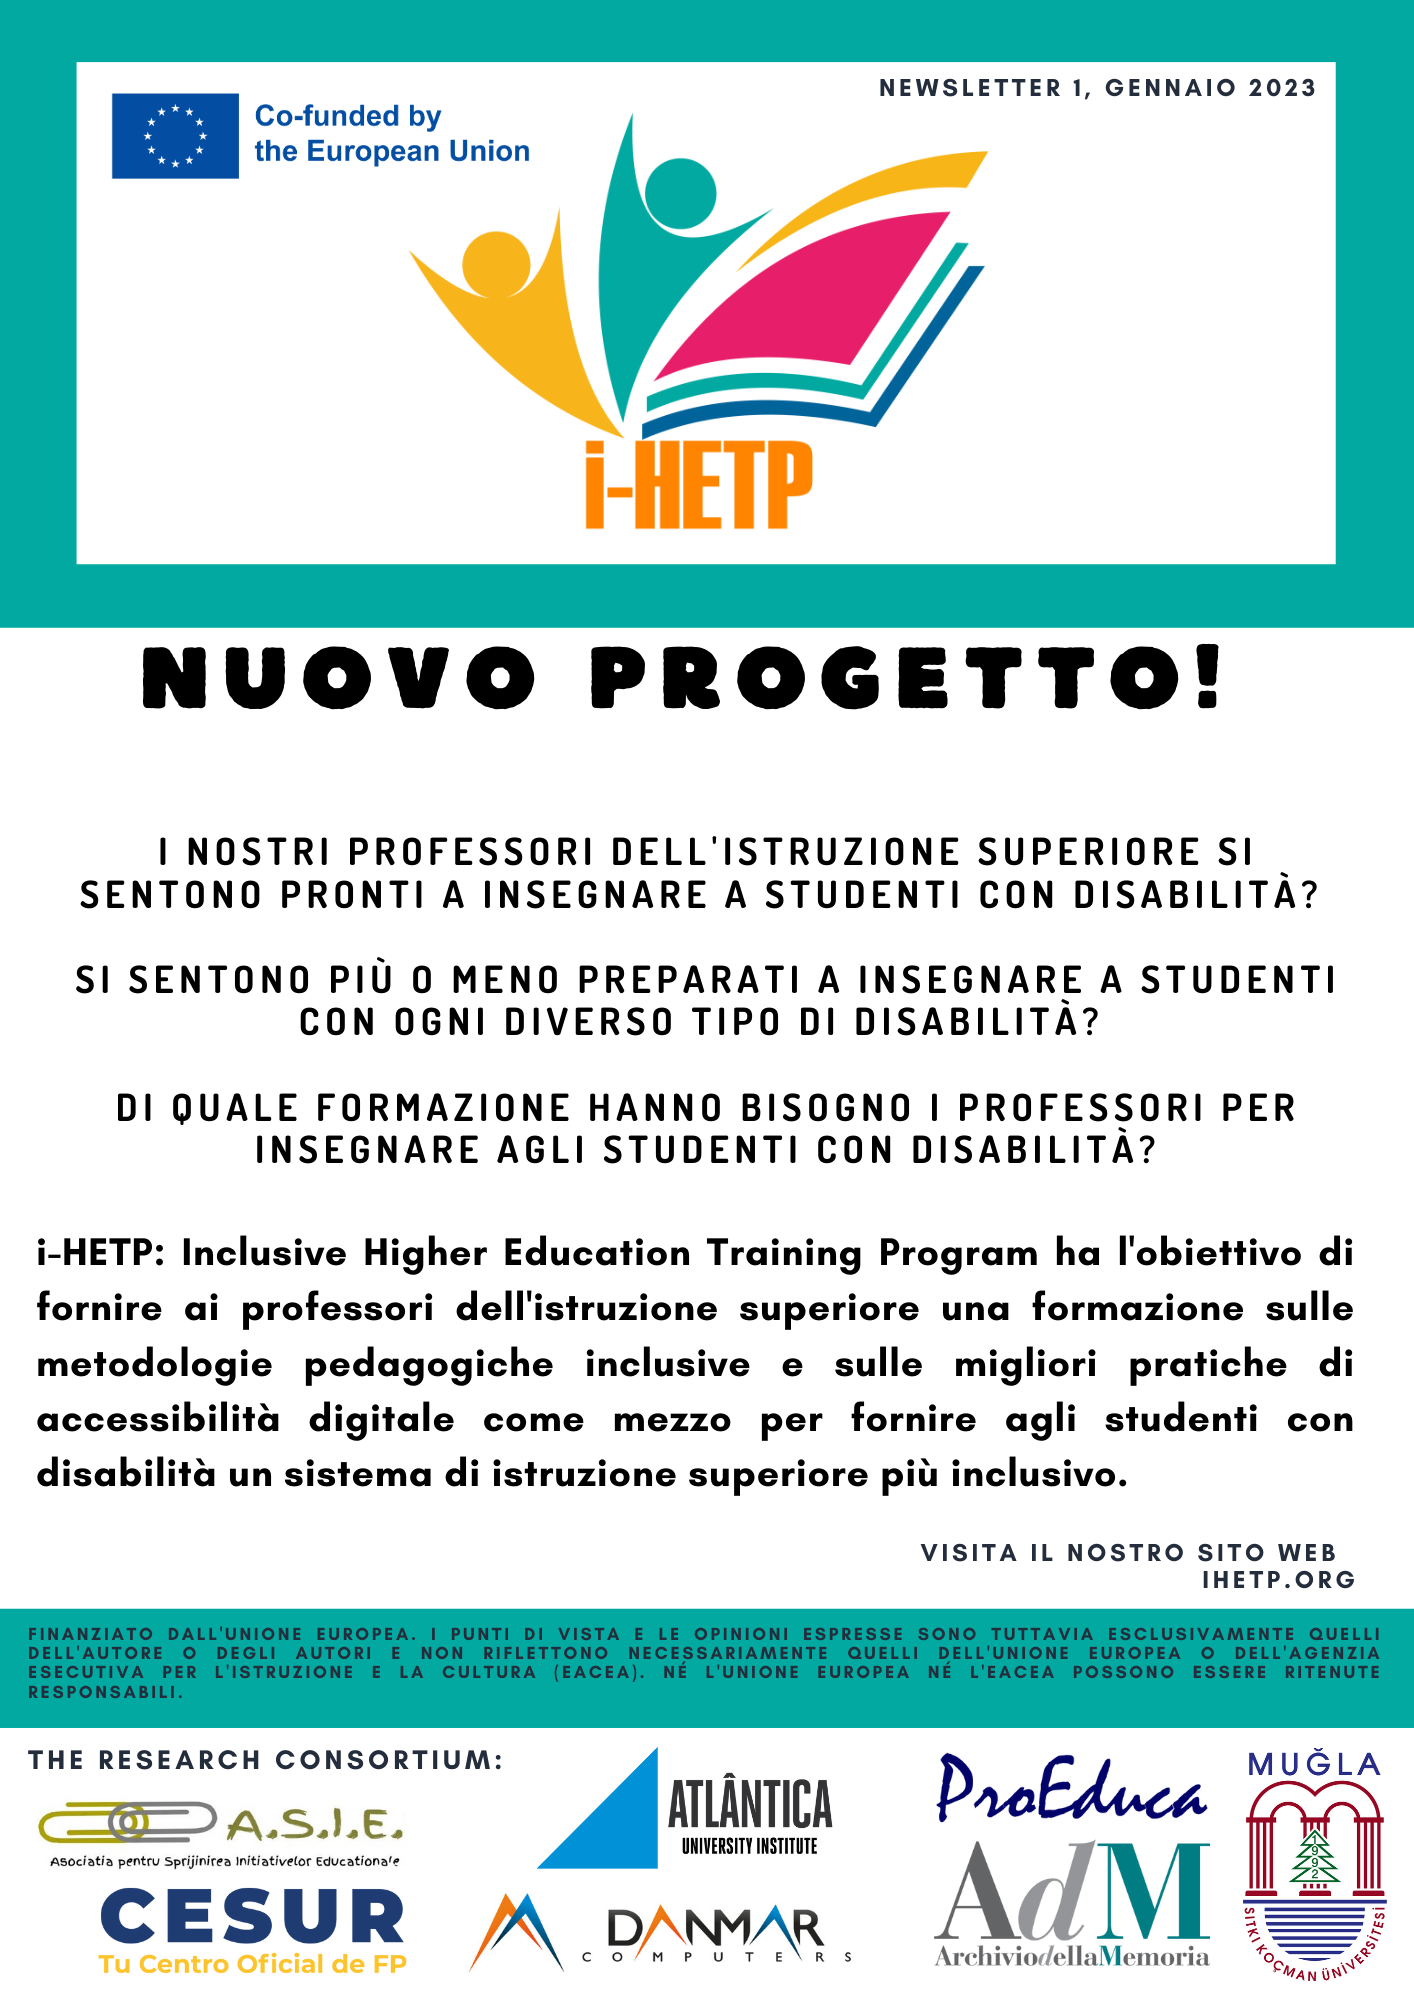 NEWSLETTER 1, GENNAIO 2023
Co-funded by
the European Union
i-HETP
NUOVO PROGETTO!
I NOSTRI PROFESSORI DELL'ISTRUZIONE SUPERIORE SI
SENTONO PRONTI A INSEGNARE A STUDENTI CON DISABILITÀ?
SI SENTONO PIÙ O MENO PREPARATI A INSEGNARE A STUDENTI
CON OGNI DIVERSO TIPO DI DISABILITÀ?
DI QUALE FORMAZIONE HANNO BISOGNO I PROFESSORI PER
INSEGNARE AGLI STUDENTI CON DISABILITÀ?
i-HETP: Inclusive Higher Education Training Program ha l'obiettivo di
fornire ai professori dell'istruzione superiore una formazione sulle
metodologie pedagogiche inclusive e sulle migliori pratiche di
accessibilità digitale come mezzo per fornire agli studenti con
disabilità un sistema di istruzione superiore più inclusivo.
VISITA IL NOSTRO SITO WEB
IHETP.ORG
FINANZIATO DALL'UNIONE EUROPEA. I PUNTI DI VISTA E LE OPINIONI ESPRESSE SONO TUTTAVIA ESCLUSIVAMENTE QUELLI
DELL'AUTORE O DEGLI AUTORI E NON RIFLETTONO NECESSARIAMENTE QUELLI DELL'UNIONE EUROPEA O DELL'AGENZIA
ESECUTIVA PER L'ISTRUZIONE E LA CULTURA (EACEA). NÉ L'UNIONE EUROPEA NÉ L'EACEA POSSONO ESSERE RITENUTE
RESPONSABILI.
THE RESEARCH CONSORTIUM:
A.S.I.E.
Asociatia pentru Sprijinirea Initiativelor Educationale
CESUR
Tu Centro Oficial de FP
ATLÂNTICA
UNIVERSITY INSTITUTE
DANMAR
COMPUTERS
ProEduca
AdM
ArchiviodellaMemoria
MUĞLA
1992
SITKI KOÇMAN ÜNİVERSİTESİ